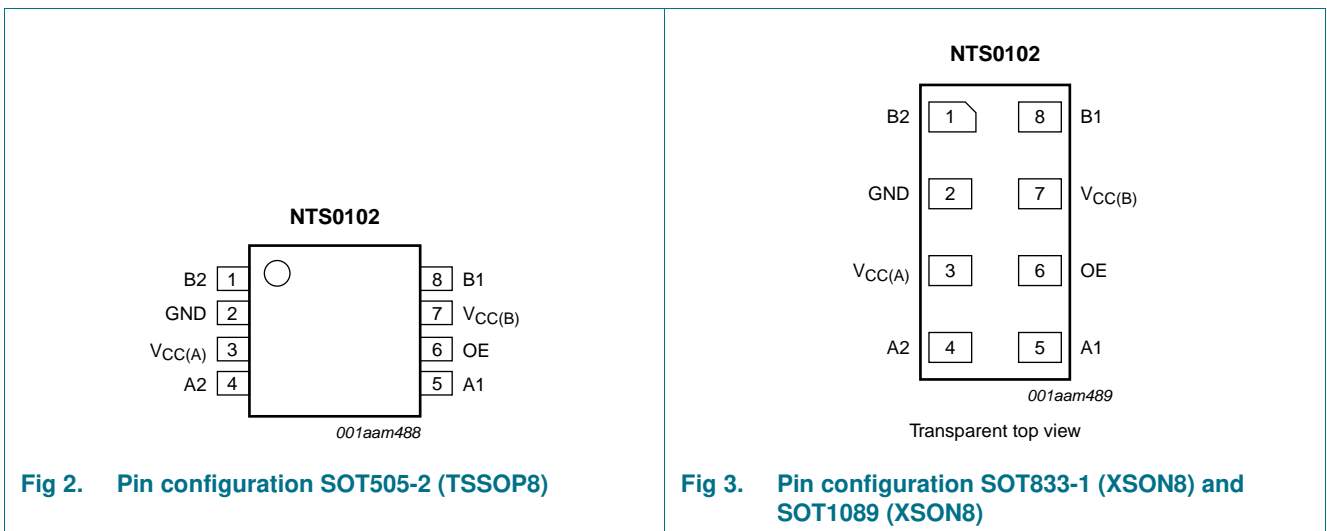 NTS0102
B2 1 8 B1
GND 2 7 VCC(B)
VCC(A) 3 6 OE
A2 4 5 A1
001aam488
Fig 2. Pin configuration SOT505-2 (TSSOP8)
NTS0102
B2 1 8 B1
GND 2 7 VCC(B)
VCC(A) 3 6 OE
A2 4 5 A1
001aam489
Transparent top view
Fig 3. Pin configuration SOT833-1 (XSON8) and
SOT1089 (XSON8)